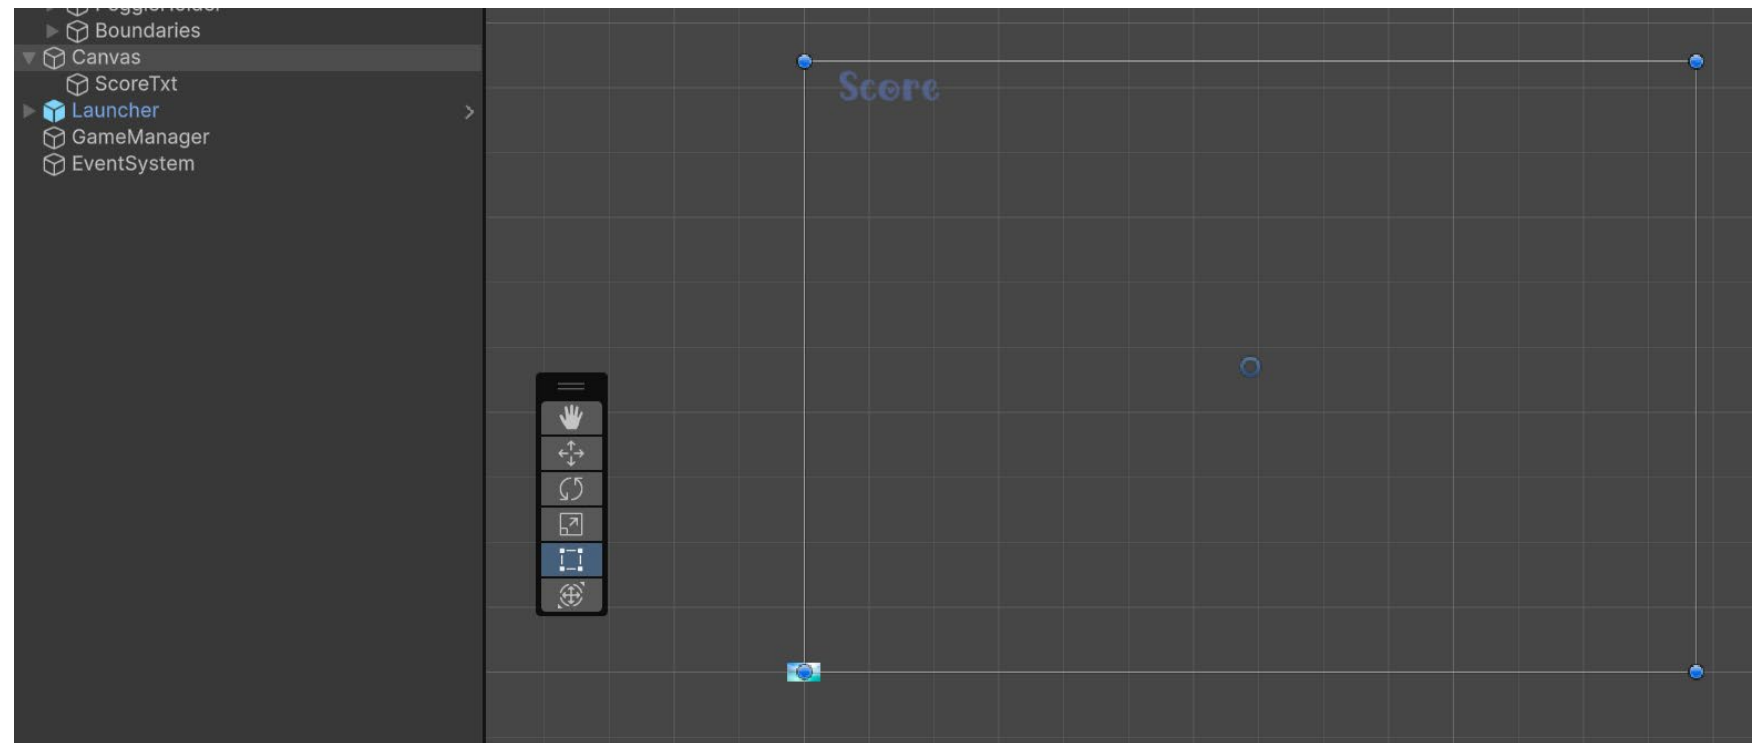 Boundaries
Canvas
ScoreTxt
Launcher
GameManager
EventSystem
Score